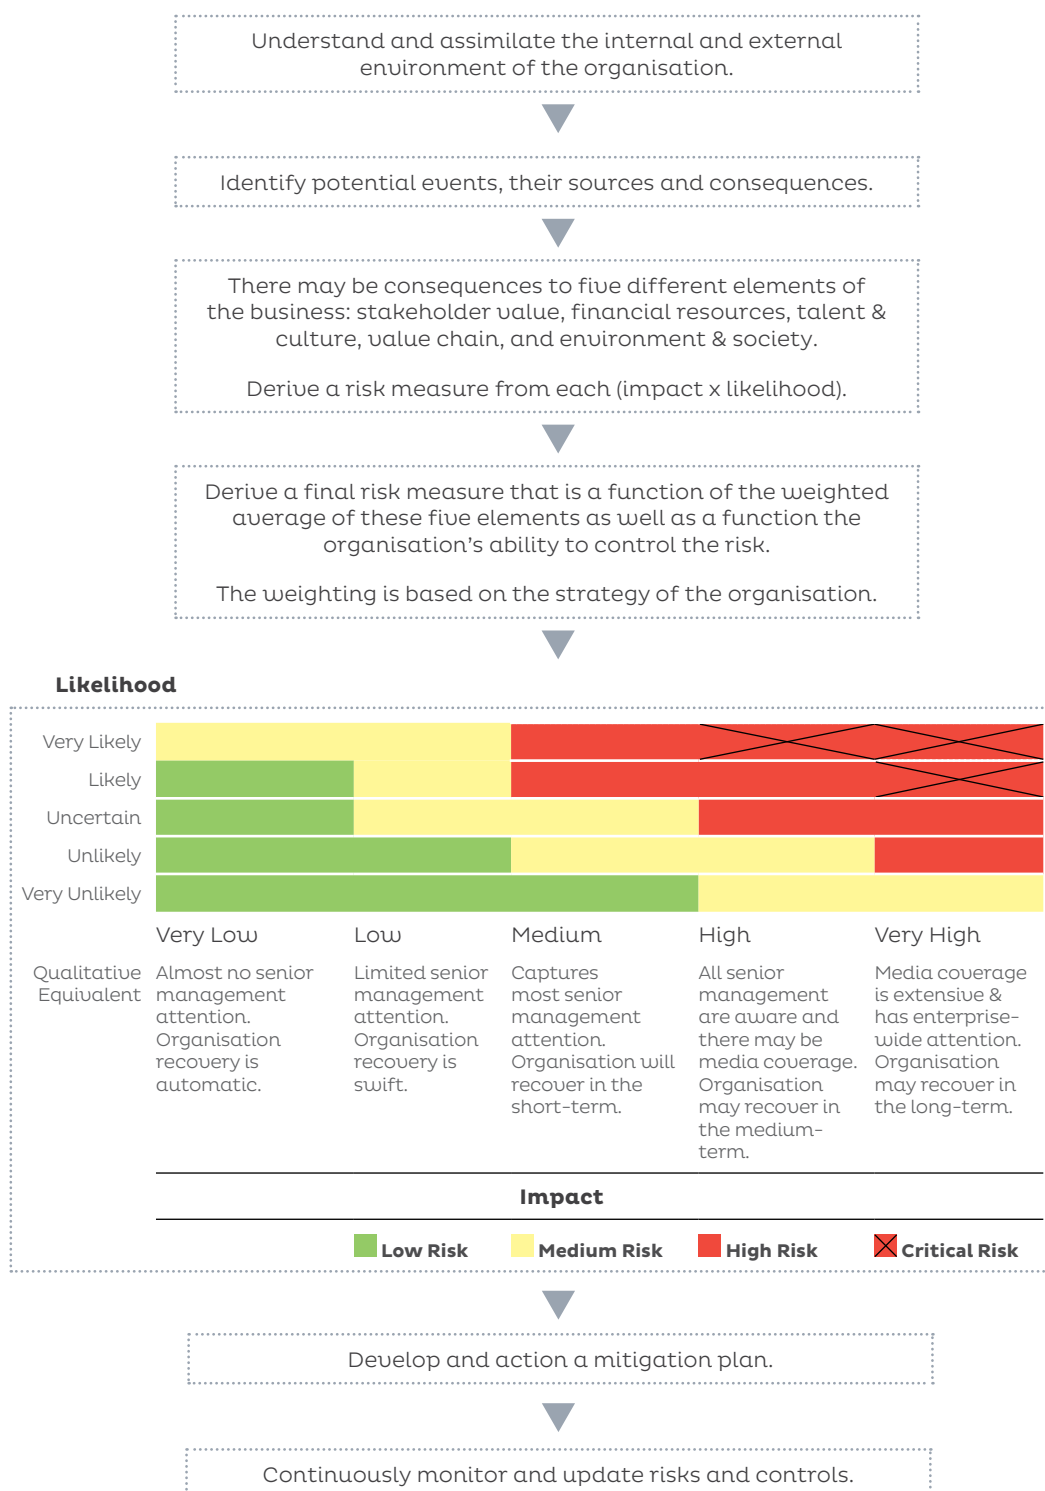 Understand and assimilate the internal and external
environment of the organisation.
Identify potential events, their sources and consequences.
There may be consequences to five different elements of
the business: stakeholder value, financial resources, talent &
culture, value chain, and environment & society.
Derive a risk measure from each (impact x likelihood).
Derive a final risk measure that is a function of the weighted
average of these five elements as well as a function the
organisation's ability to control the risk.
The weighting is based on the strategy of the organisation.
Likelihood
Very Likely
Likely
Uncertain
Unlikely
Very Unlikely
Very Low
Low
Medium
High
Very High
Qualitative
Equivalent
Almost no senior
management
attention.
Organisation
recovery is
automatic.
Limited senior
management
attention.
Organisation
recovery is
swift.
Captures
most senior
management
attention.
Organisation will
recover in the
short-term.
All senior
management
are aware and
there may be
media coverage.
Organisation
may recover in
the medium-
term.
Media coverage
is extensive &
has enterprise-
wide attention.
Organisation
may recover in
the long-term.
Impact
Low Risk
Medium Risk
High Risk
Critical Risk
Develop and action a mitigation plan.
Continuously monitor and update risks and controls.